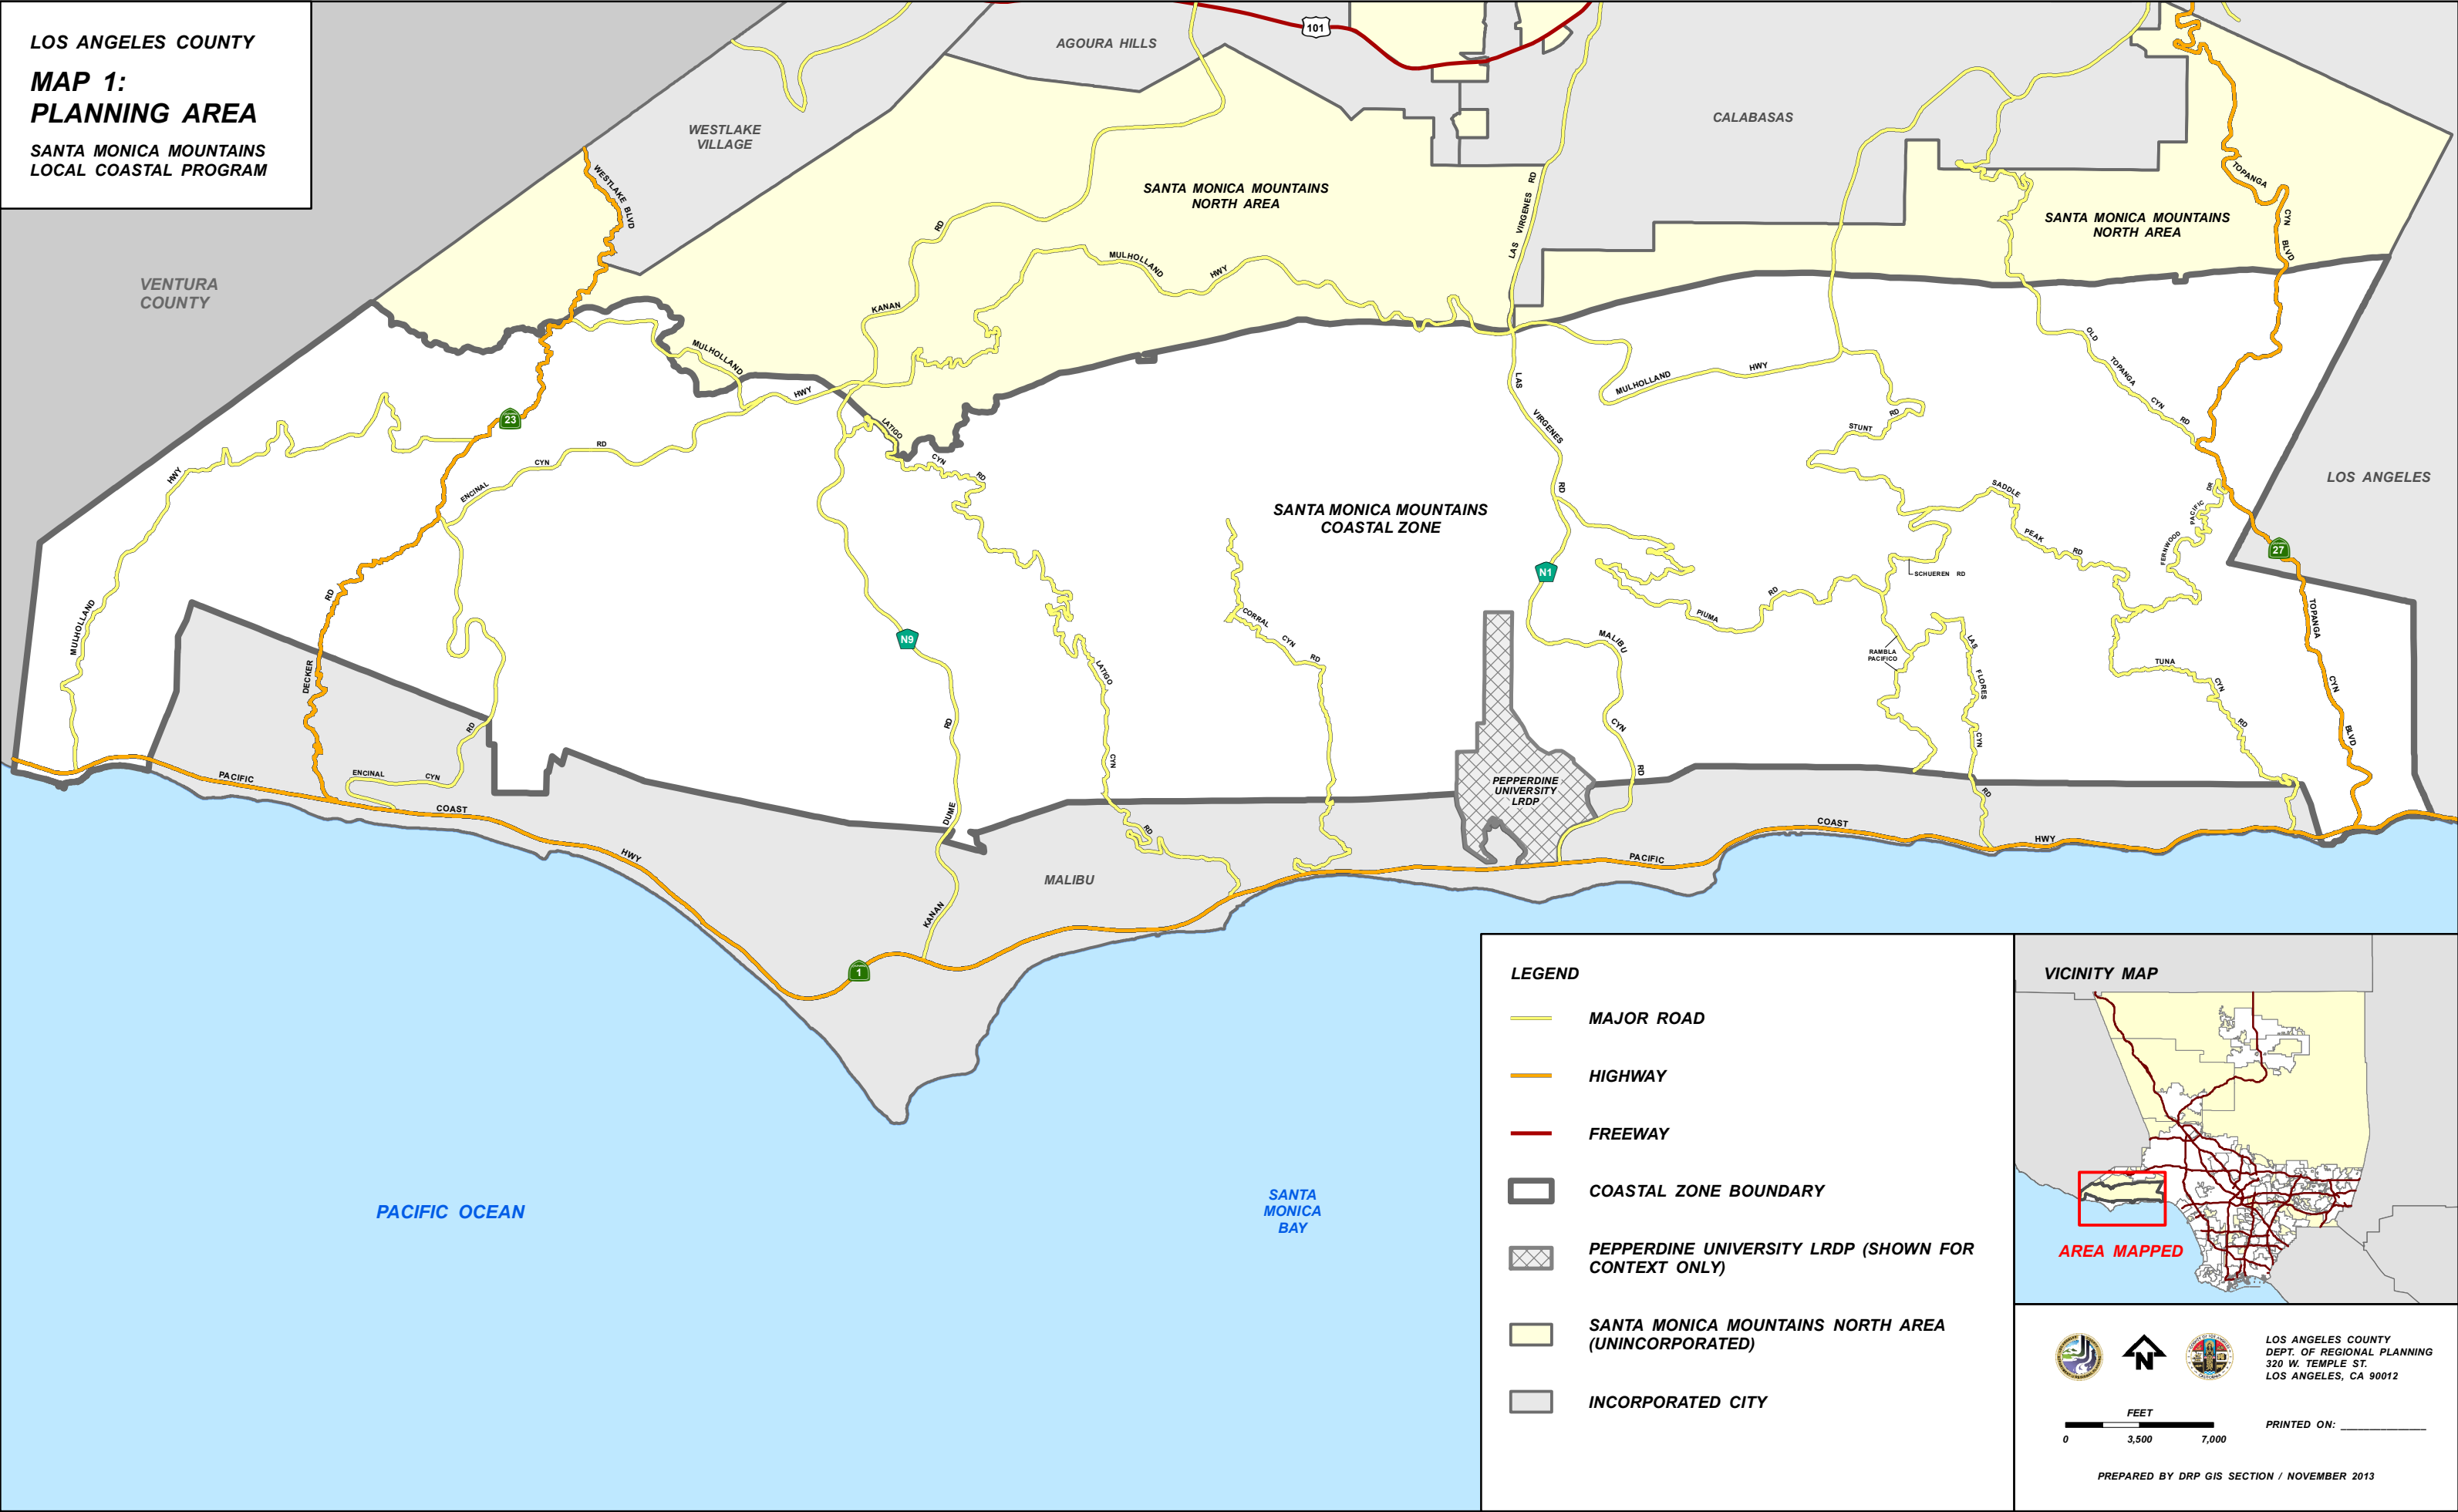 LOS ANGELES COUNTY
MAP 1:
PLANNING AREA
SANTA MONICA MOUNTAINS
LOCAL COASTAL PROGRAM
VENTURA
COUNTY
WESTLAKE
VILLAGE
AGOURA HILLS
101
CALABASAS
LOS ANGELES
MALIBU
SANTA MONICA MOUNTAINS
NORTH AREA
SANTA MONICA MOUNTAINS
NORTH AREA
SANTA MONICA MOUNTAINS
COASTAL ZONE
WESTLAKE BLVD
23
DECKER
RD
MULHOLLAND
HWY
MULHOLLAND
HWY
MULHOLLAND
HWY
MULHOLLAND
HWY
ENCINAL
CYN
RD
ENCINAL
CYN
RD
KANAN
RD
N9
KANAN
DUME
RD
LATIGO
CYN
RD
LATIGO
CYN
RD
CORRAL
CYN
RD
LAS VIRGENES RD
LAS
VIRGENES
RD
N1
MALIBU
CYN
RD
PIUMA
RD
STUNT
RD
SCHUEREN RD
SADDLE
PEAK
RD
RAMBLA
PACIFICO
LAS
FLORES
CYN
RD
TUNA
CYN
RD
FERNWOOD
PACIFIC
DR
OLD
TOPANGA
CYN
RD
TOPANGA
CYN
BLVD
27
TOPANGA
CYN
BLVD
PEPPERDINE
UNIVERSITY
LRDP
PACIFIC
COAST
HWY
1
PACIFIC
COAST
HWY
PACIFIC OCEAN
SANTA
MONICA
BAY
LEGEND
MAJOR ROAD
HIGHWAY
FREEWAY
COASTAL ZONE BOUNDARY
PEPPERDINE UNIVERSITY LRDP (SHOWN FOR
CONTEXT ONLY)
SANTA MONICA MOUNTAINS NORTH AREA
(UNINCORPORATED)
INCORPORATED CITY
VICINITY MAP
AREA MAPPED
N
LOS ANGELES COUNTY
DEPT. OF REGIONAL PLANNING
320 W. TEMPLE ST.
LOS ANGELES, CA 90012
FEET
0 3,500 7,000
PRINTED ON: _______________
PREPARED BY DRP GIS SECTION / NOVEMBER 2013